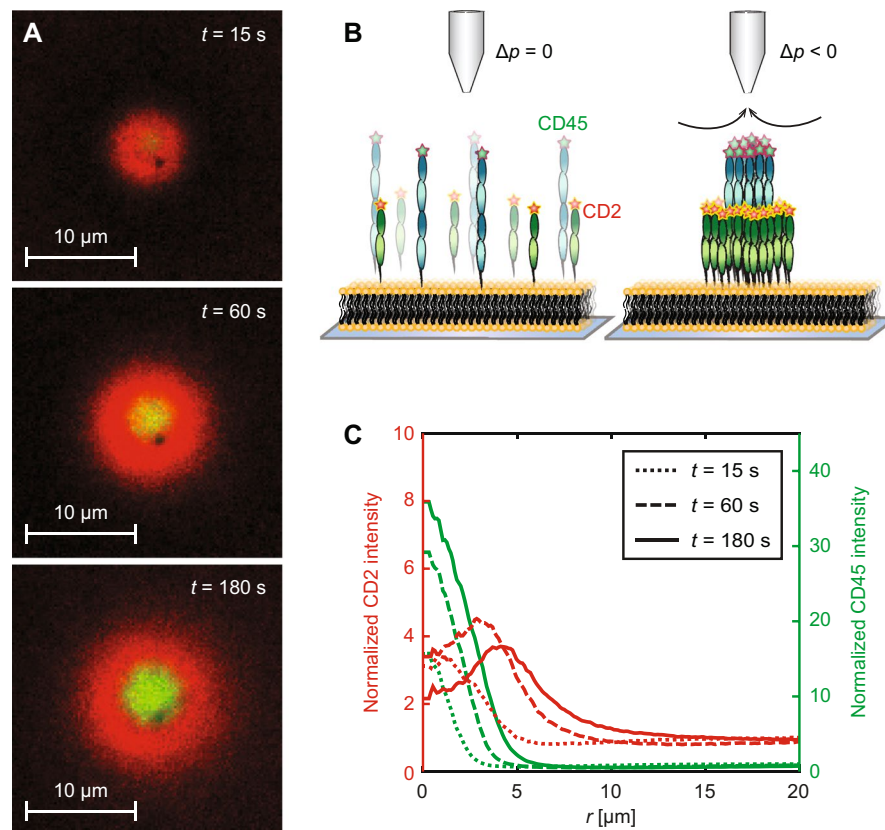 A
t = 15 s
10 µm
t = 60 s
10 µm
t = 180 s
10 µm
B
Δp = 0
Δp < 0
CD45
CD2
C
10
8
6
4
2
0
Normalized CD2 intensity
40
30
20
10
0
Normalized CD45 intensity
t = 15 s
t = 60 s
t = 180 s
0
5
10
15
20
r [µm]